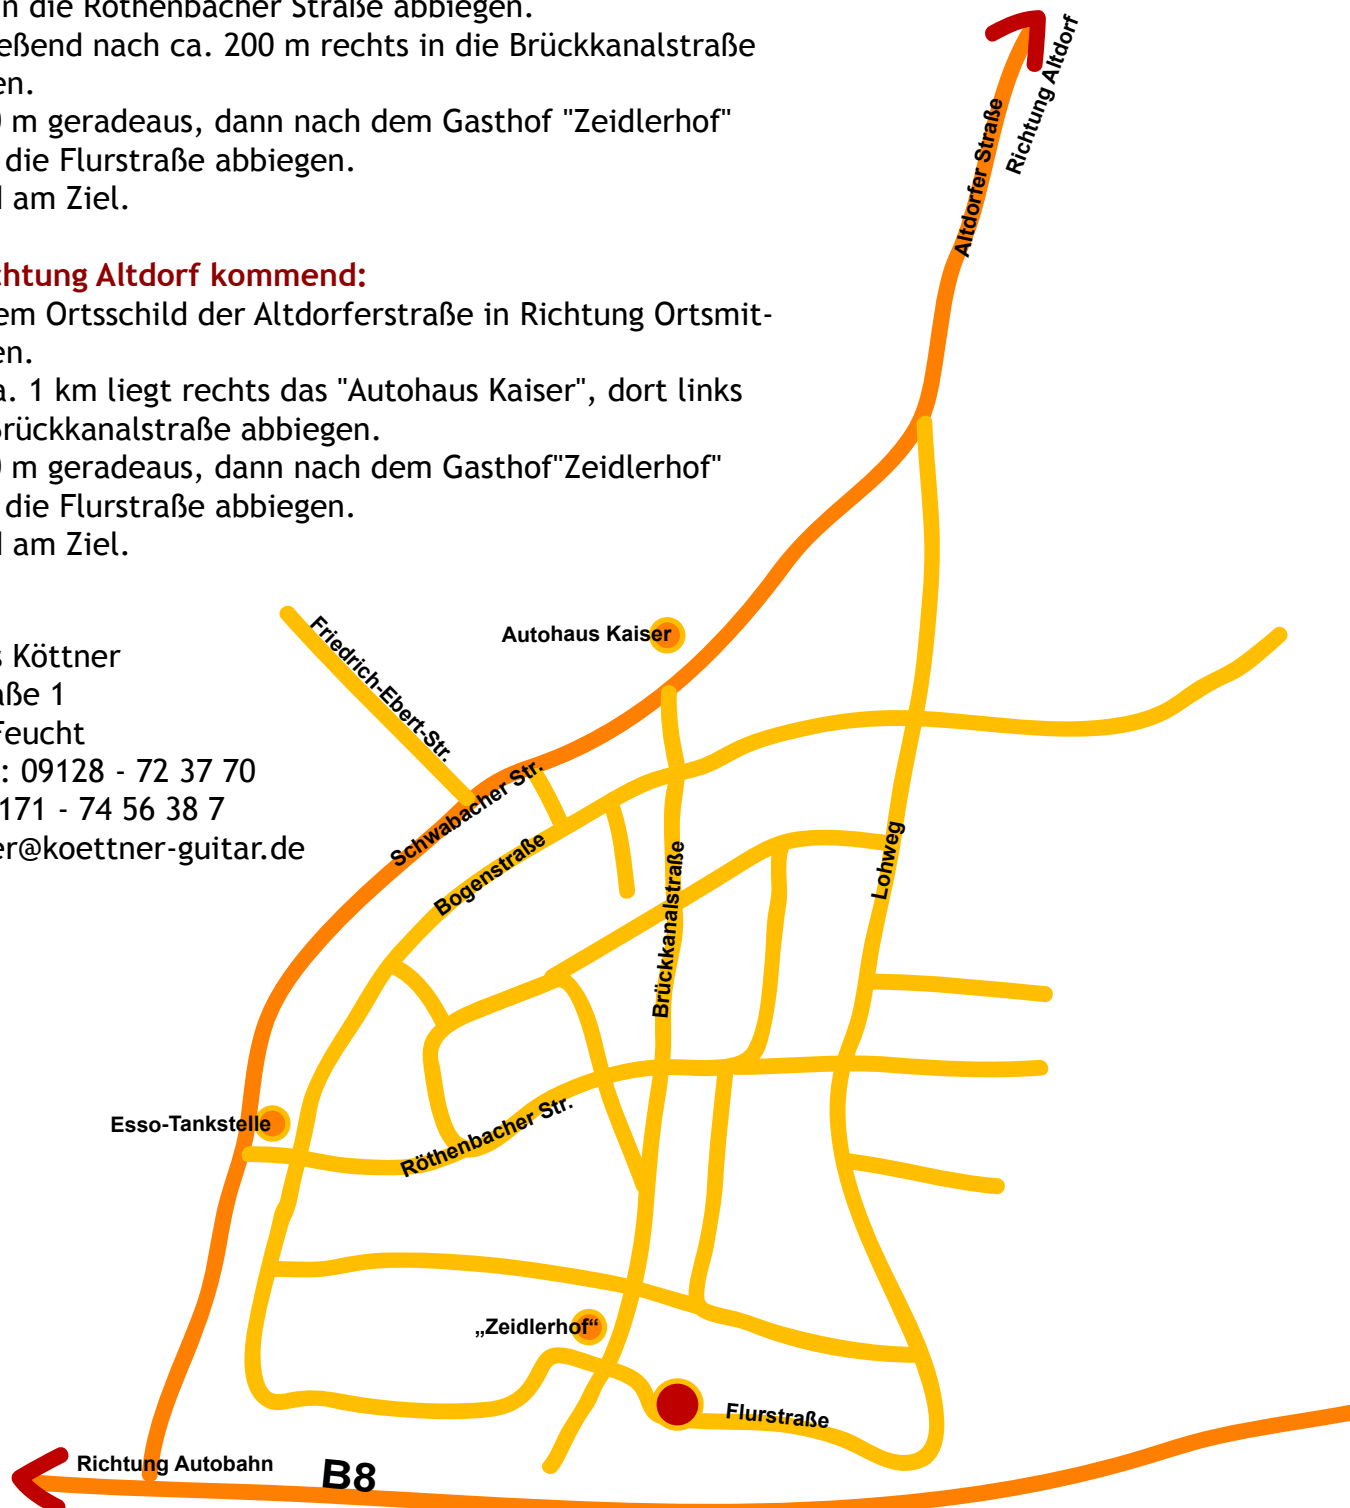 n die Röthenbacher Straße abbiegen.
eßend nach ca. 200 m rechts in die Brückkanalstraße
en.
m geradeaus, dann nach dem Gasthof "Zeidlerhof"
die Flurstraße abbiegen.
am Ziel.
chtung Altdorf kommend:
em Ortsschild der Altdorferstraße in Richtung Ortsmit-
en.
a. 1 km liegt rechts das "Autohaus Kaiser", dort links
Brückkanalstraße abbiegen.
m geradeaus, dann nach dem Gasthof"Zeidlerhof"
die Flurstraße abbiegen.
am Ziel.
s Köttner
aße 1
Feucht
: 09128 - 72 37 70
171 - 74 56 38 7
er@koettner-guitar.de
Altdorfer Straße
Richtung Altdorf
Autohaus Kaiser
Friedrich-Ebert-Str.
Schwabacher Str.
Bogenstraße
Brückkanalstraße
Lohweg
Esso-Tankstelle
Röthenbacher Str.
„Zeidlerhof“
Flurstraße
Richtung Autobahn
B8